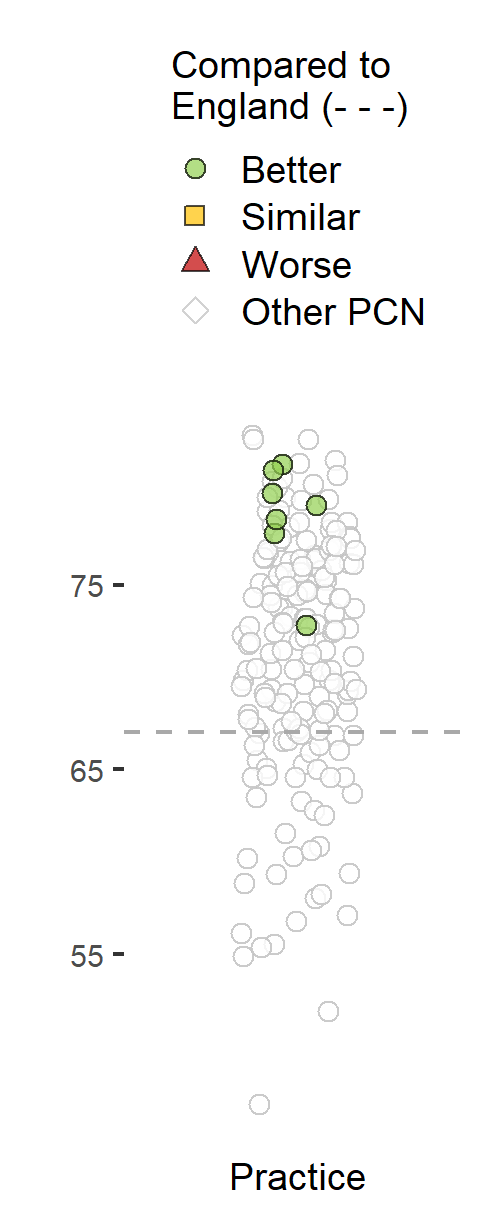 Compared to
England (- - -)
Better
Similar
Worse
Other PCN
75
65
55
Practice